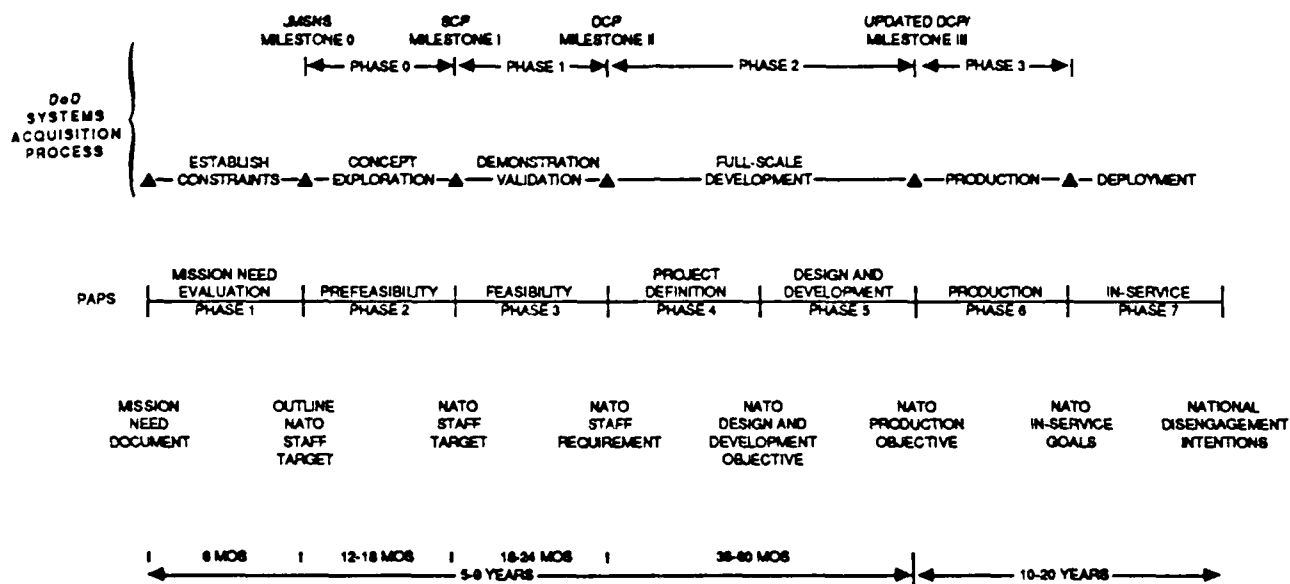 JMSNS
MILESTONE 0
SCP
MILESTONE I
DCP
MILESTONE II
UPDATED DCP/
MILESTONE III
PHASE 0
PHASE 1
PHASE 2
PHASE 3
DoD
SYSTEMS
ACQUISITION
PROCESS
ESTABLISH
CONSTRAINTS
CONCEPT
EXPLORATION
DEMONSTRATION
VALIDATION
FULL-SCALE
DEVELOPMENT
PRODUCTION
DEPLOYMENT
PAPS
MISSION NEED
EVALUATION
PHASE 1
PREFEASIBILITY
PHASE 2
FEASIBILITY
PHASE 3
PROJECT
DEFINITION
PHASE 4
DESIGN AND
DEVELOPMENT
PHASE 5
PRODUCTION
PHASE 6
IN-SERVICE
PHASE 7
MISSION
NEED
DOCUMENT
OUTLINE
NATO
STAFF
TARGET
NATO
STAFF
TARGET
NATO
STAFF
REQUIREMENT
NATO
DESIGN AND
DEVELOPMENT
OBJECTIVE
NATO
PRODUCTION
OBJECTIVE
NATO
IN-SERVICE
GOALS
NATIONAL
DISENGAGEMENT
INTENTIONS
6 MOS
12-18 MOS
18-24 MOS
36-60 MOS
5-9 YEARS
10-20 YEARS